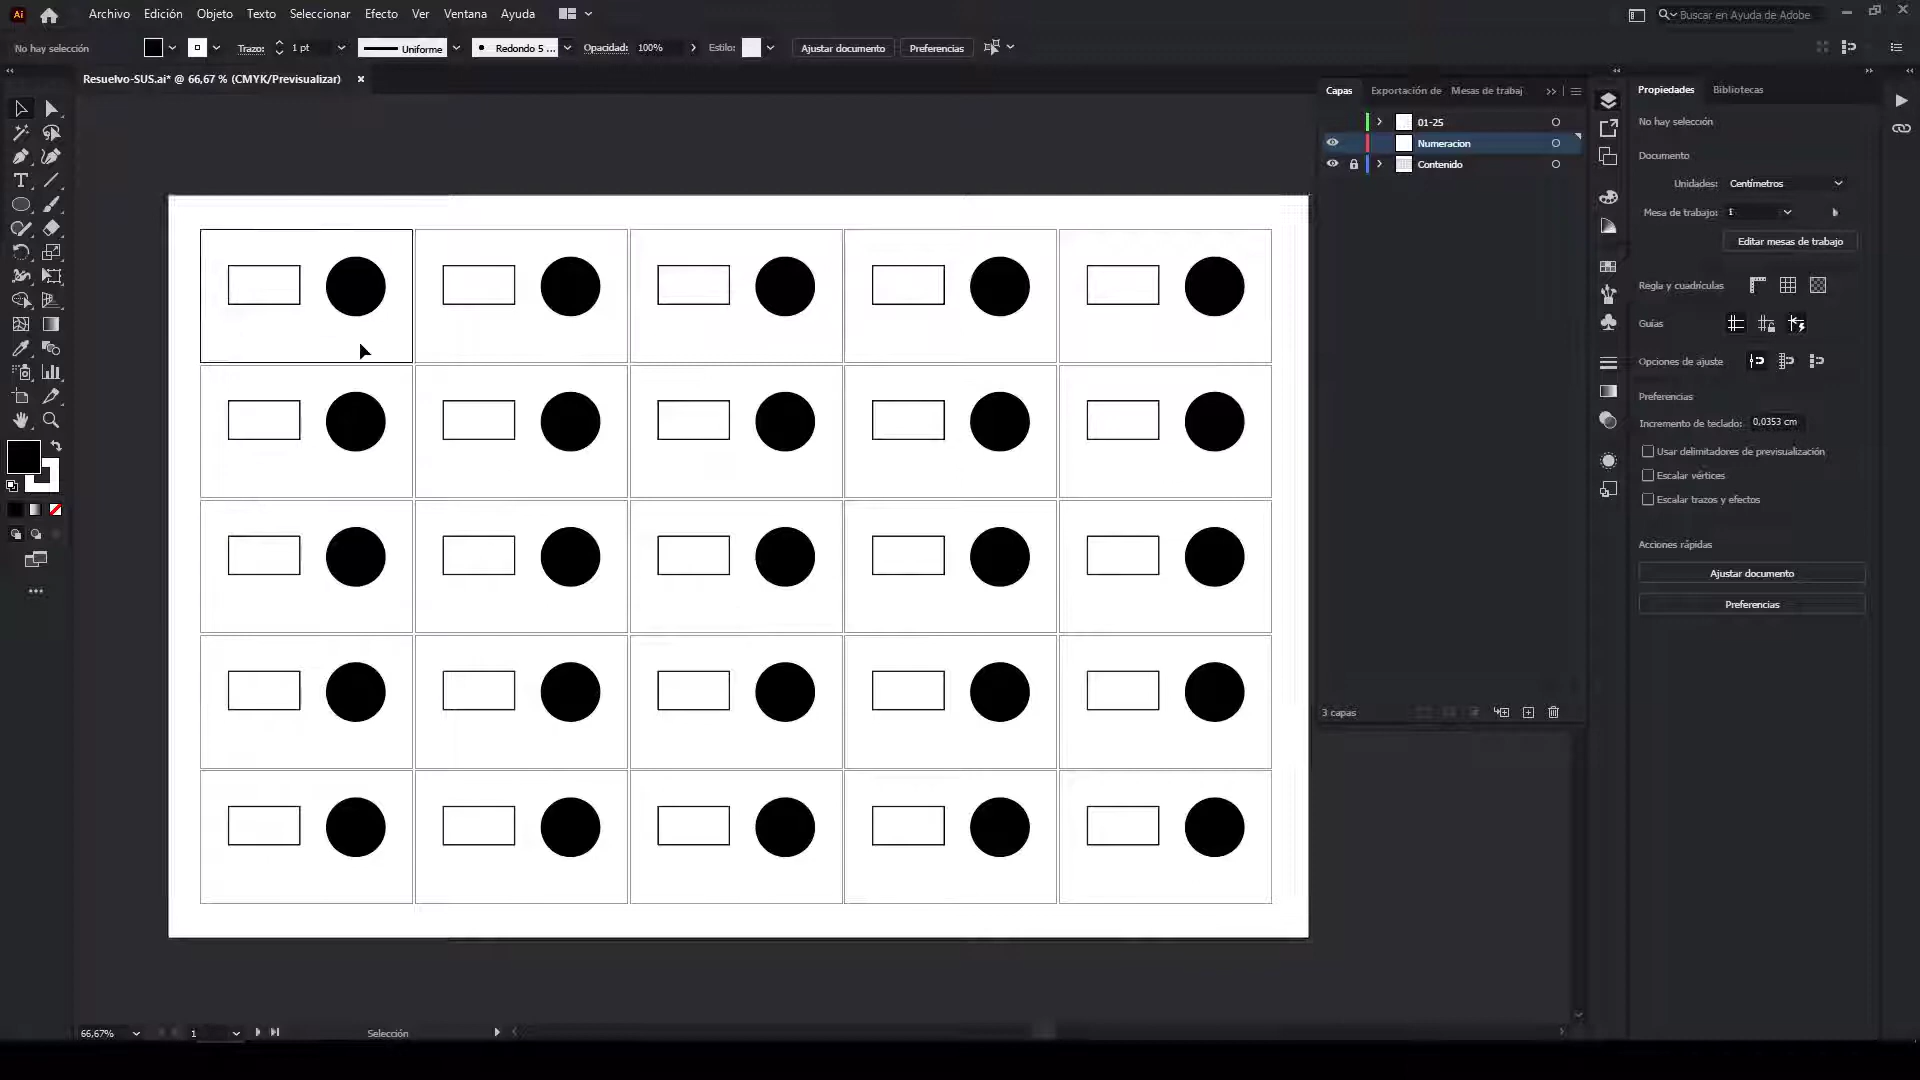 Ai Archivo Edición Objeto Texto Seleccionar Efecto Ver Ventana Ayuda Buscar en Ayuda de Adobe
No hay selección Trazo: 1 pt Uniforme Redondo 5 ... Opacidad: 100% Estilo: Ajustar documento Preferencias
Resuelvo-SUS.ai* @ 66,67 % (CMYK/Previsualizar)
Capas Exportación de Mesas de trabaj
01-25
Numeracion
Contenido
3 capas
Propiedades Bibliotecas
No hay selección
Documento
Unidades: Centímetros
Mesa de trabajo: 1
Editar mesas de trabajo
Regla y cuadrículas
Guías
Opciones de ajuste
Preferencias
Incremento de teclado: 0,0353 cm
Usar delimitadores de previsualización
Escalar vértices
Escalar trazos y efectos
Acciones rápidas
Ajustar documento
Preferencias
66,67% 1 Selección